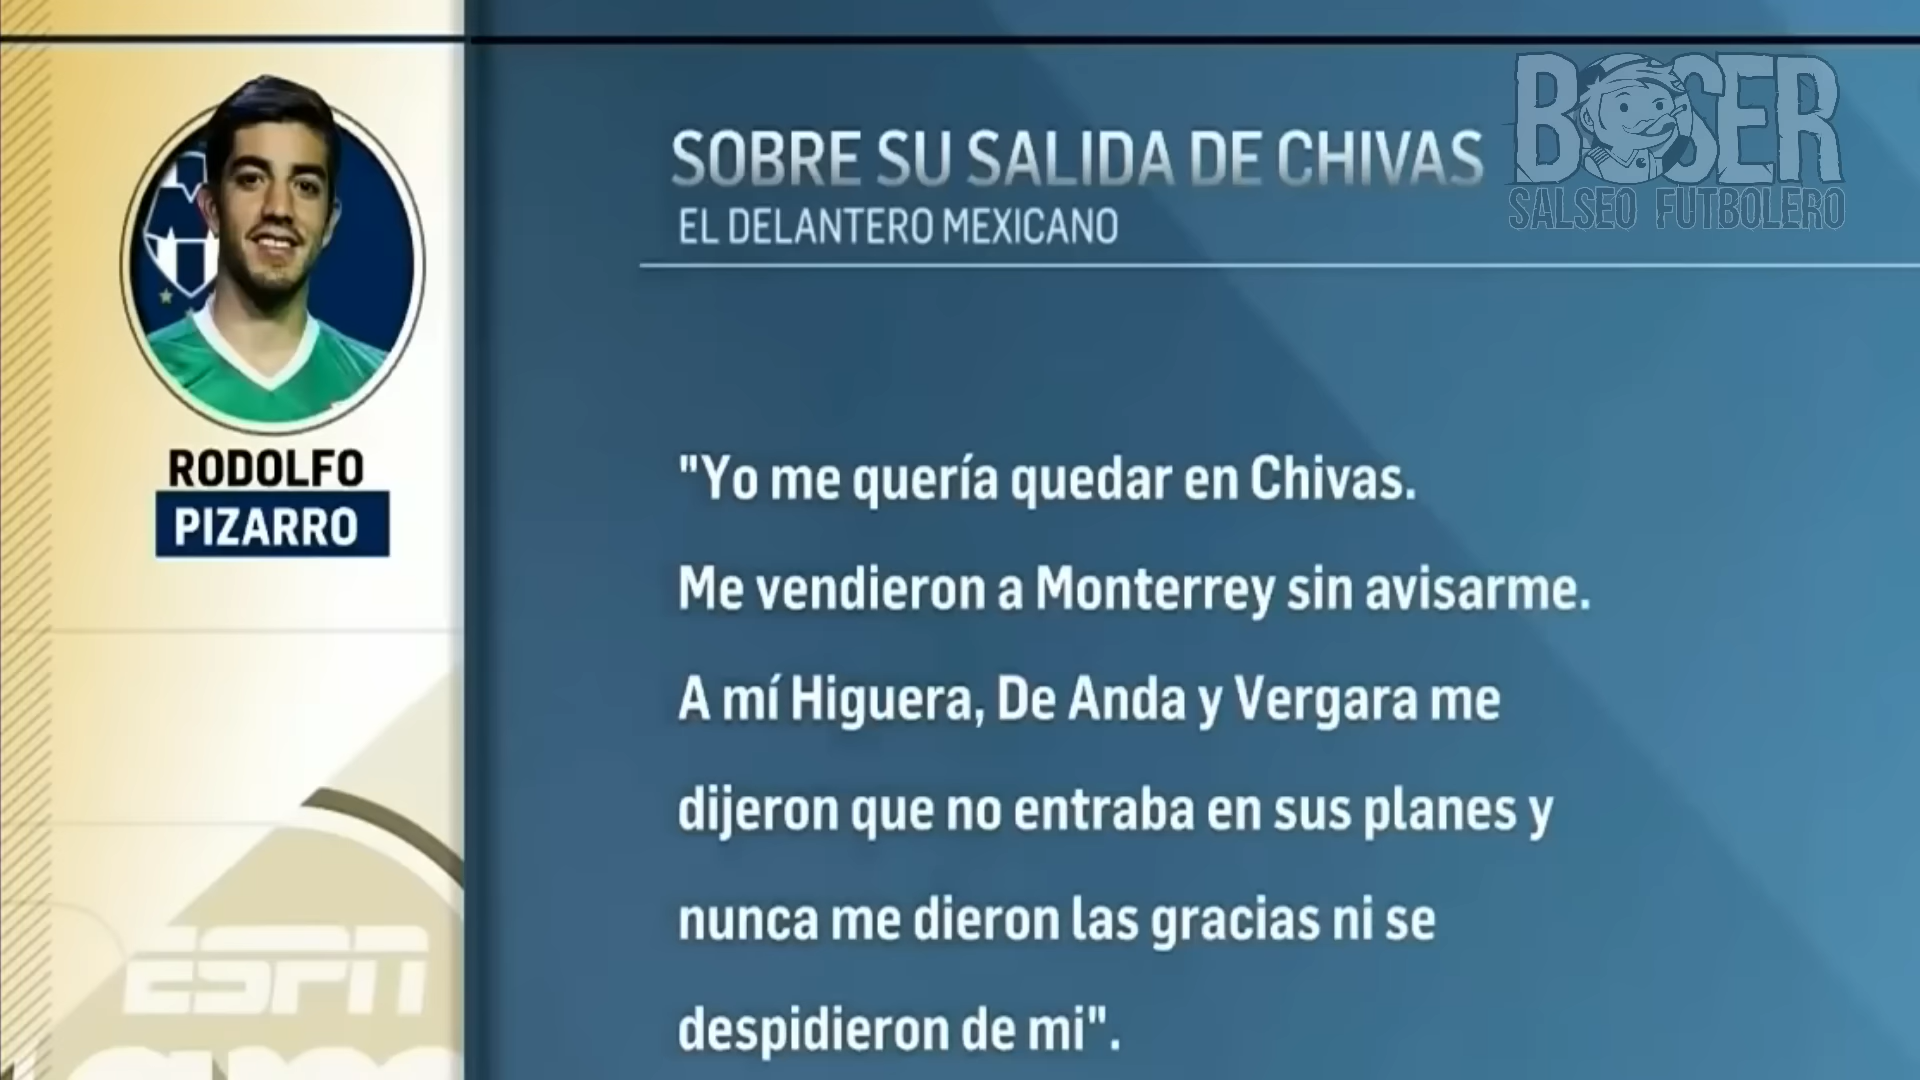 BOSER
SALSEO FUTBOLERO
SOBRE SU SALIDA DE CHIVAS
EL DELANTERO MEXICANO
RODOLFO
PIZARRO
"Yo me quería quedar en Chivas.
Me vendieron a Monterrey sin avisarme.
A mí Higuera, De Anda y Vergara me
dijeron que no entraba en sus planes y
nunca me dieron las gracias ni se
despidieron de mi".
ESPN